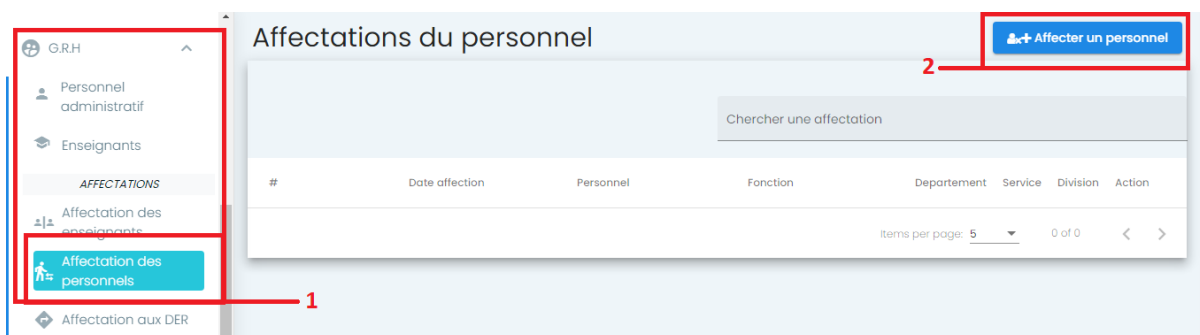 G.R.H
Personnel
administratif
Enseignants
AFFECTATIONS
Affectation des
enseignants
Affectation des
personnels
Affectation aux DER
1
Affectations du personnel
Affecter un personnel
2
Chercher une affectation
# Date affection Personnel Fonction Departement Service Division Action
Items per page: 5 0 of 0